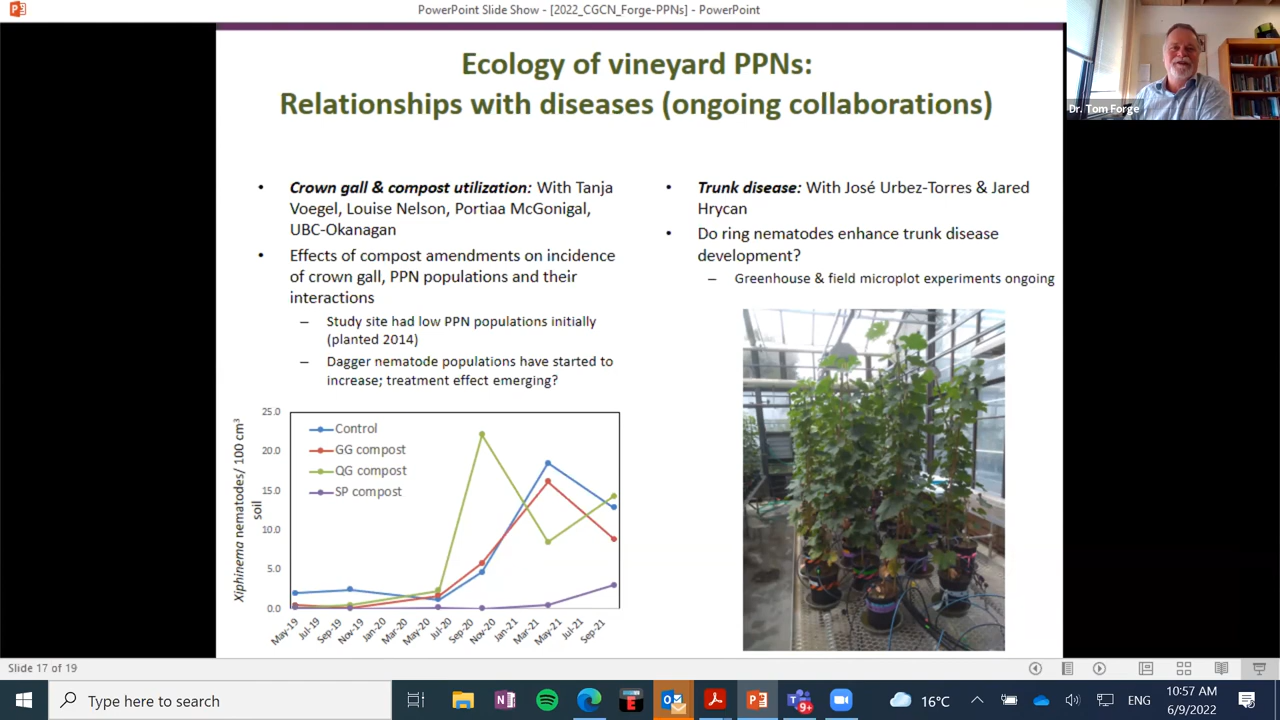 PowerPoint Slide Show - [2022_CGCN_Forge-PPNs] - PowerPoint
Dr. Tom Forge
Ecology of vineyard PPNs:
Relationships with diseases (ongoing collaborations)
• Crown gall & compost utilization: With Tanja
Voegel, Louise Nelson, Portiaa McGonigal,
UBC-Okanagan
• Effects of compost amendments on incidence
of crown gall, PPN populations and their
interactions
– Study site had low PPN populations initially
(planted 2014)
– Dagger nematode populations have started to
increase; treatment effect emerging?
• Trunk disease: With José Urbez-Torres & Jared
Hrycan
• Do ring nematodes enhance trunk disease
development?
– Greenhouse & field microplot experiments ongoing
Xiphinema nematodes/ 100 cm³
soil
25.0
20.0
15.0
10.0
5.0
0.0
Control
GG compost
QG compost
SP compost
May-19
Jul-19
Sep-19
Nov-19
Jan-20
Mar-20
May-20
Jul-20
Sep-20
Nov-20
Jan-21
Mar-21
May-21
Jul-21
Sep-21
Slide 17 of 19
Type here to search
9+
16°C
ENG
10:57 AM
6/9/2022